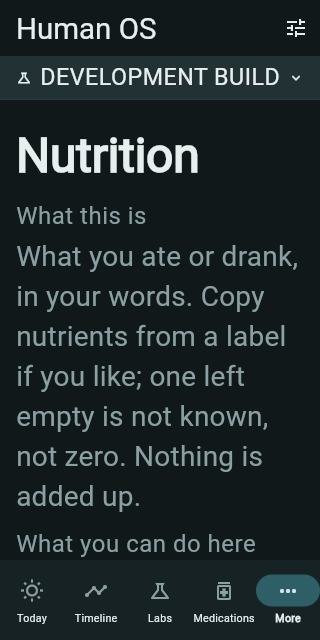 Human OS
DEVELOPMENT BUILD
Nutrition
What this is
What you ate or drank,
in your words. Copy
nutrients from a label
if you like; one left
empty is not known,
not zero. Nothing is
added up.
What you can do here
Today
Timeline
Labs
Medications
More